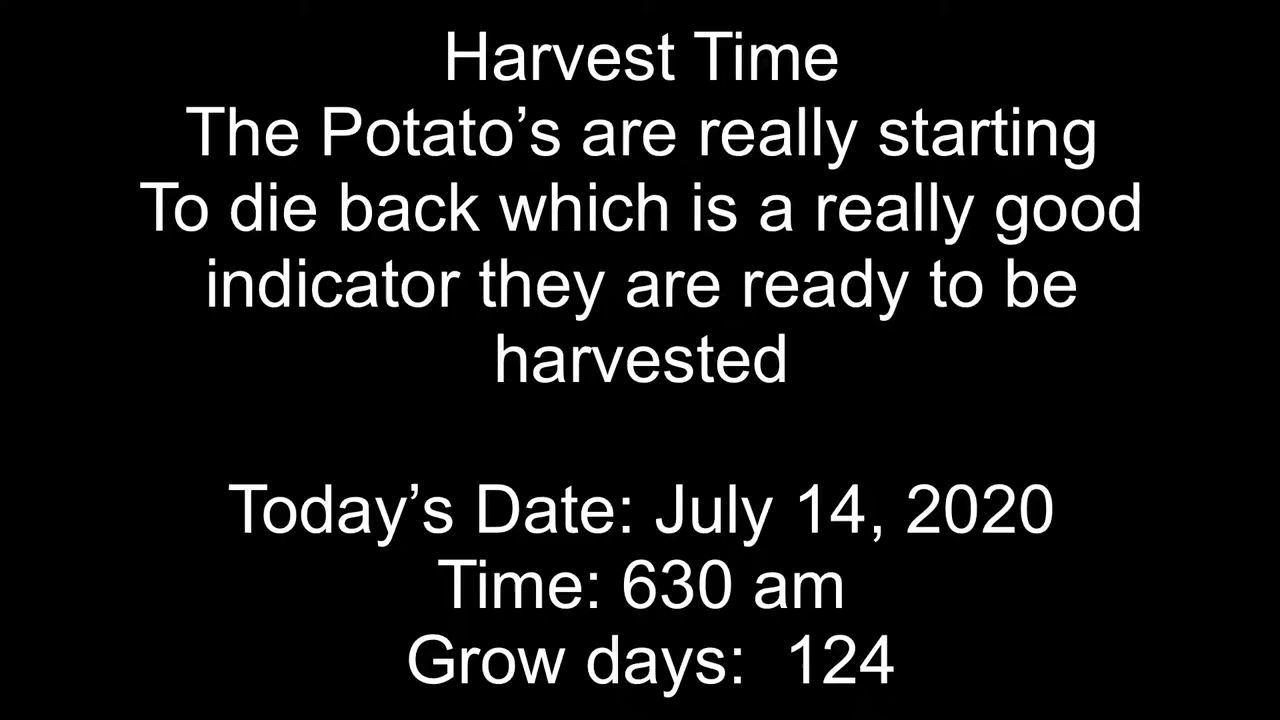 Harvest Time
The Potato’s are really starting
To die back which is a really good
indicator they are ready to be
harvested
Today’s Date: July 14, 2020
Time: 630 am
Grow days:  124